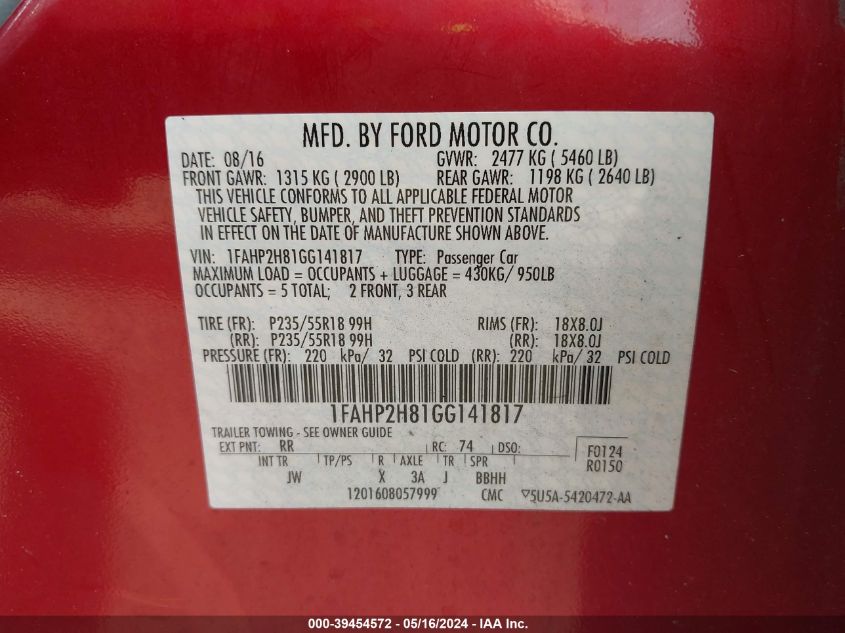 MFD. BY FORD MOTOR CO.
DATE: 08/16 GVWR: 2477 KG ( 5460 LB)
FRONT GAWR: 1315 KG ( 2900 LB) REAR GAWR: 1198 KG ( 2640 LB)
THIS VEHICLE CONFORMS TO ALL APPLICABLE FEDERAL MOTOR
VEHICLE SAFETY, BUMPER, AND THEFT PREVENTION STANDARDS
IN EFFECT ON THE DATE OF MANUFACTURE SHOWN ABOVE.
VIN: 1FAHP2H81GG141817 TYPE: Passenger Car
MAXIMUM LOAD = OCCUPANTS + LUGGAGE = 430KG/ 950LB
OCCUPANTS = 5 TOTAL; 2 FRONT, 3 REAR
TIRE (FR): P235/55R18 99H RIMS (FR): 18X8.0J
(RR): P235/55R18 99H (RR): 18X8.0J
PRESSURE (FR): 220 kPa/ 32 PSI COLD (RR): 220 kPa/ 32 PSI COLD
1FAHP2H81GG141817
TRAILER TOWING - SEE OWNER GUIDE
EXT PNT: RR RC: 74 DSO: F0124
INT TR TP/PS R AXLE TR SPR R0150
JW X 3A J BBHH
1201608057999 CMC 5U5A-5420472-AA
000-39454572 - 05/16/2024 - IAA Inc.